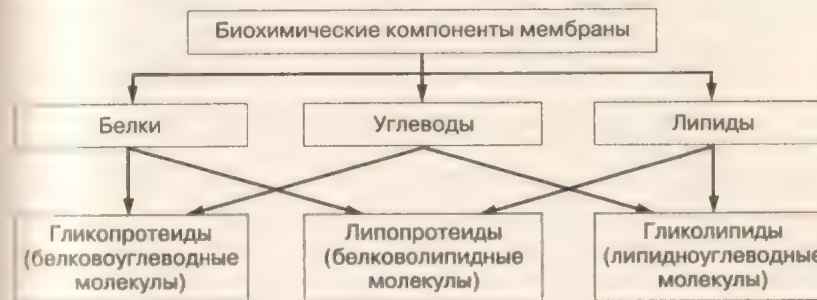 Биохимические компоненты мембраны
Белки
Углеводы
Липиды
Гликопротеиды
(белковоуглеводные
молекулы)
Липопротеиды
(белковолипидные
молекулы)
Гликолипиды
(липидноуглеводные
молекулы)